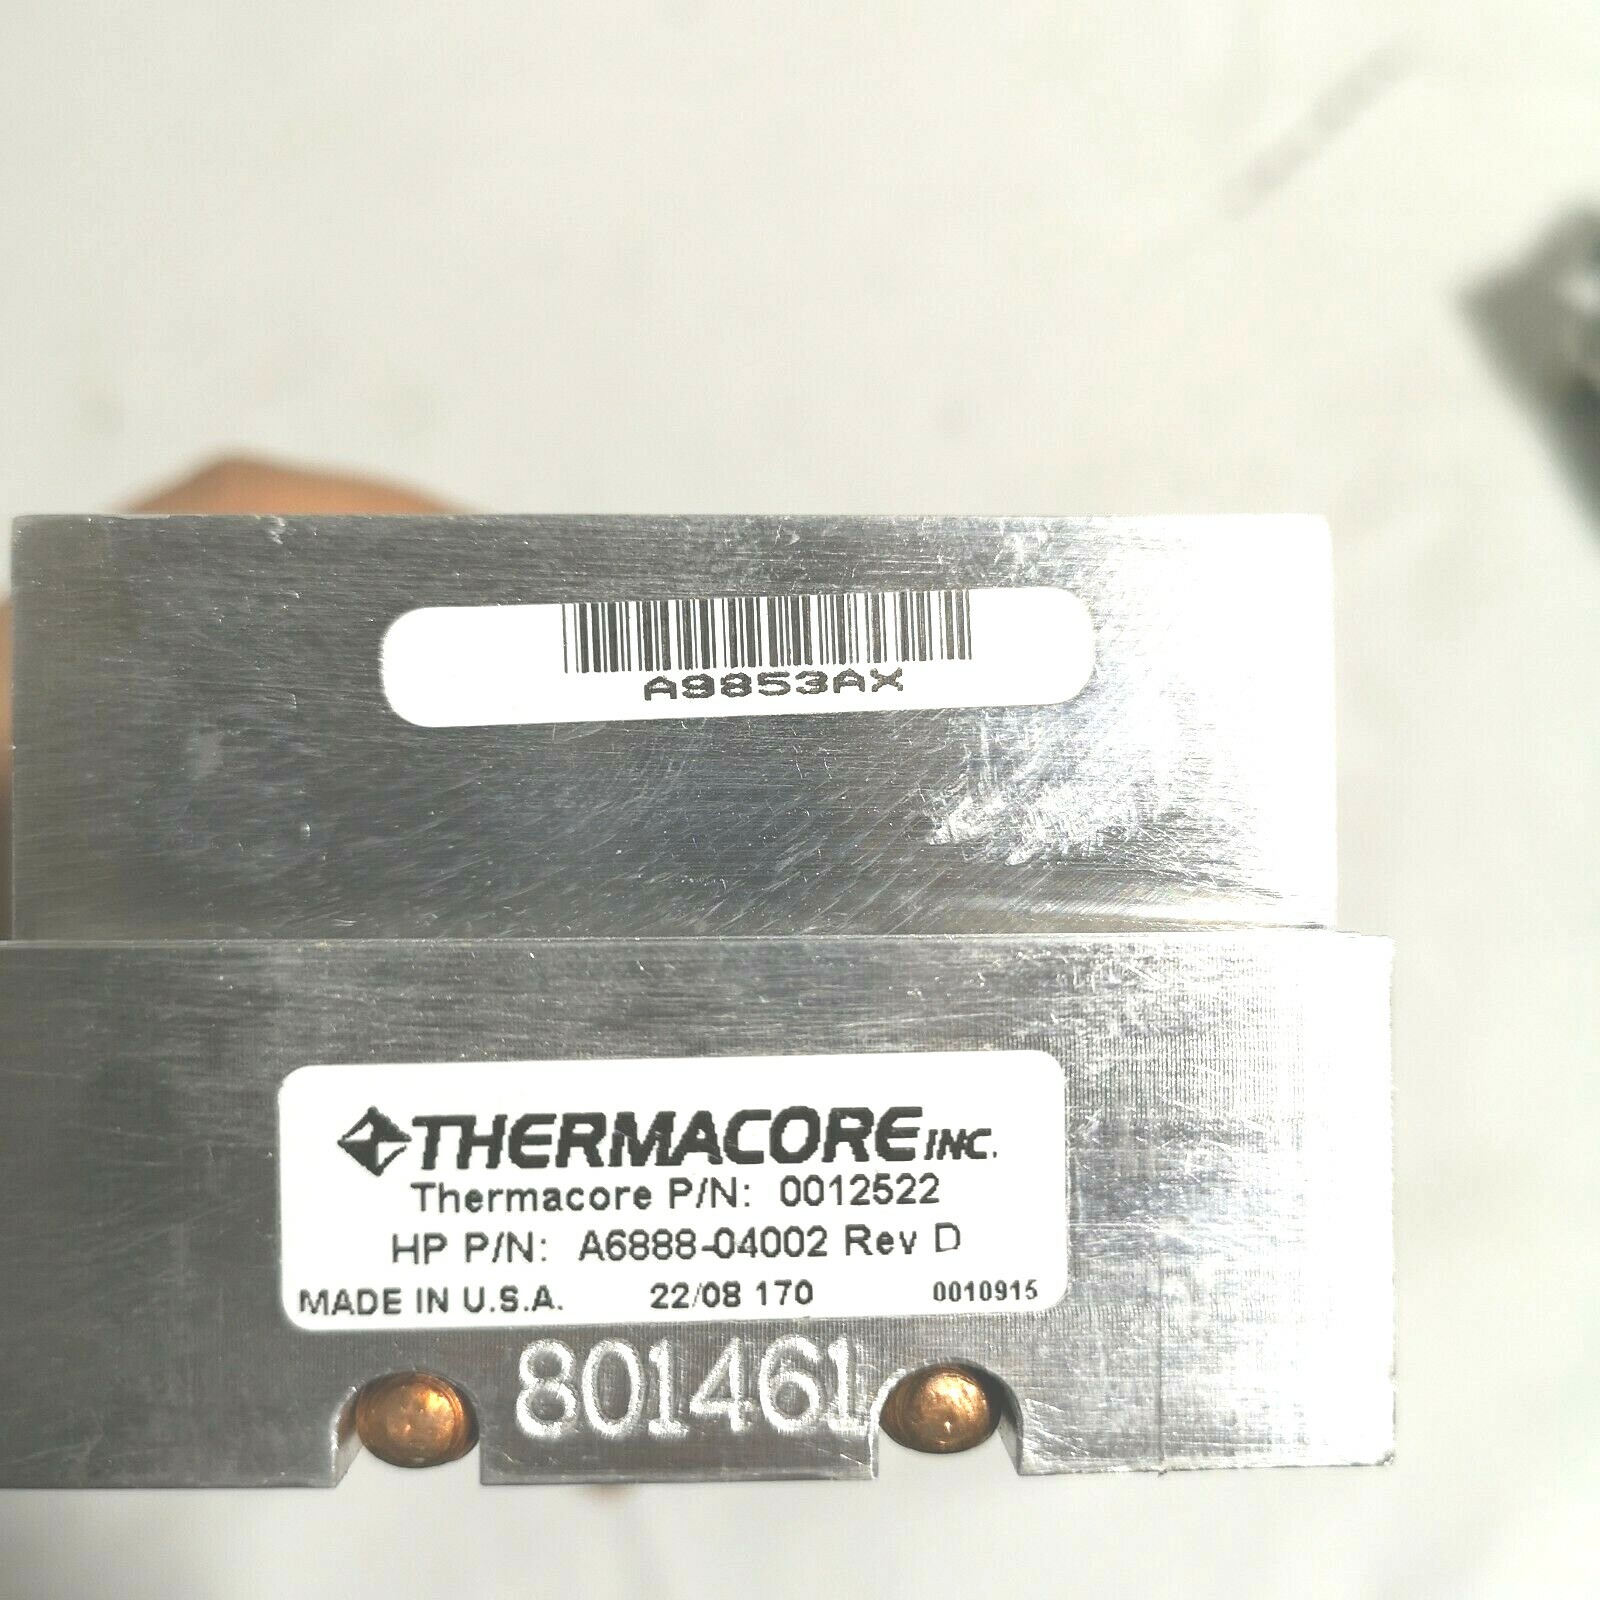 A9853AX
THERMACORE INC.
Thermacore P/N: 0012522
HP P/N: A6888-04002 Rev D
MADE IN U.S.A. 22/08 170 0010915
801461